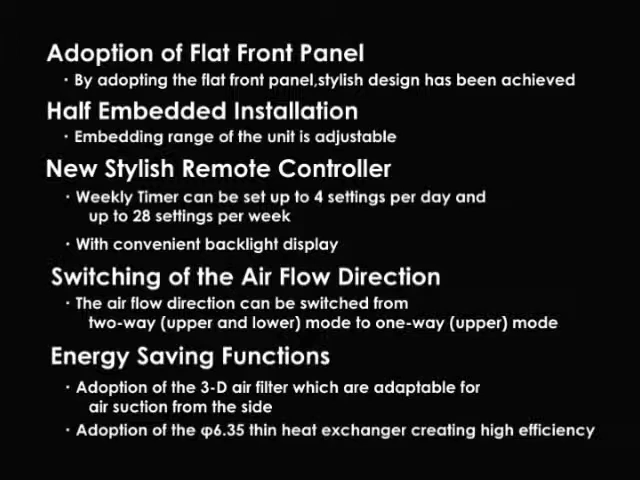 Adoption of Flat Front Panel
・By adopting the flat front panel,stylish design has been achieved
Half Embedded Installation
・Embedding range of the unit is adjustable
New Stylish Remote Controller
・Weekly Timer can be set up to 4 settings per day and
up to 28 settings per week
・With convenient backlight display
Switching of the Air Flow Direction
・The air flow direction can be switched from
two-way (upper and lower) mode to one-way (upper) mode
Energy Saving Functions
・Adoption of the 3-D air filter which are adaptable for
air suction from the side
・Adoption of the φ6.35 thin heat exchanger creating high efficiency